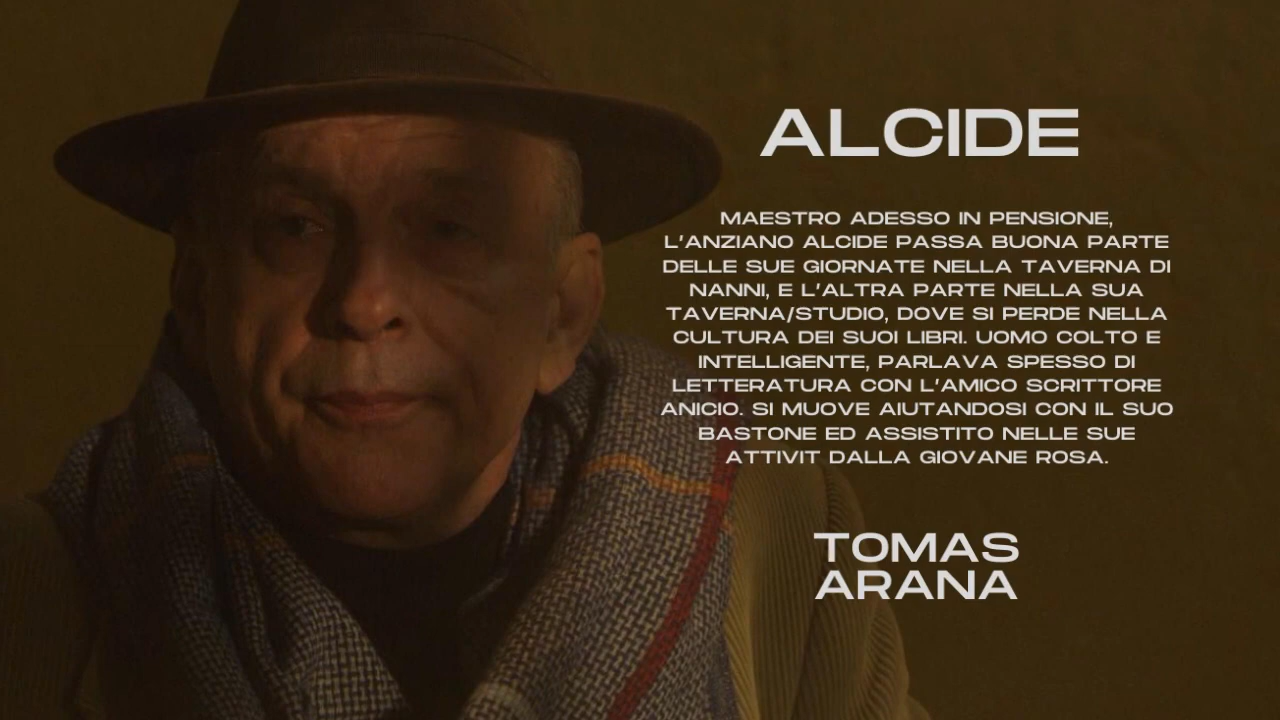 ALCIDE
MAESTRO ADESSO IN PENSIONE,
L'ANZIANO ALCIDE PASSA BUONA PARTE
DELLE SUE GIORNATE NELLA TAVERNA DI
NANNI, E L'ALTRA PARTE NELLA SUA
TAVERNA/STUDIO, DOVE SI PERDE NELLA
CULTURA DEI SUOI LIBRI. UOMO COLTO E
INTELLIGENTE, PARLAVA SPESSO DI
LETTERATURA CON L'AMICO SCRITTORE
ANICIO. SI MUOVE AIUTANDOSI CON IL SUO
BASTONE ED ASSISTITO NELLE SUE
ATTIVIT DALLA GIOVANE ROSA.
TOMAS
ARANA